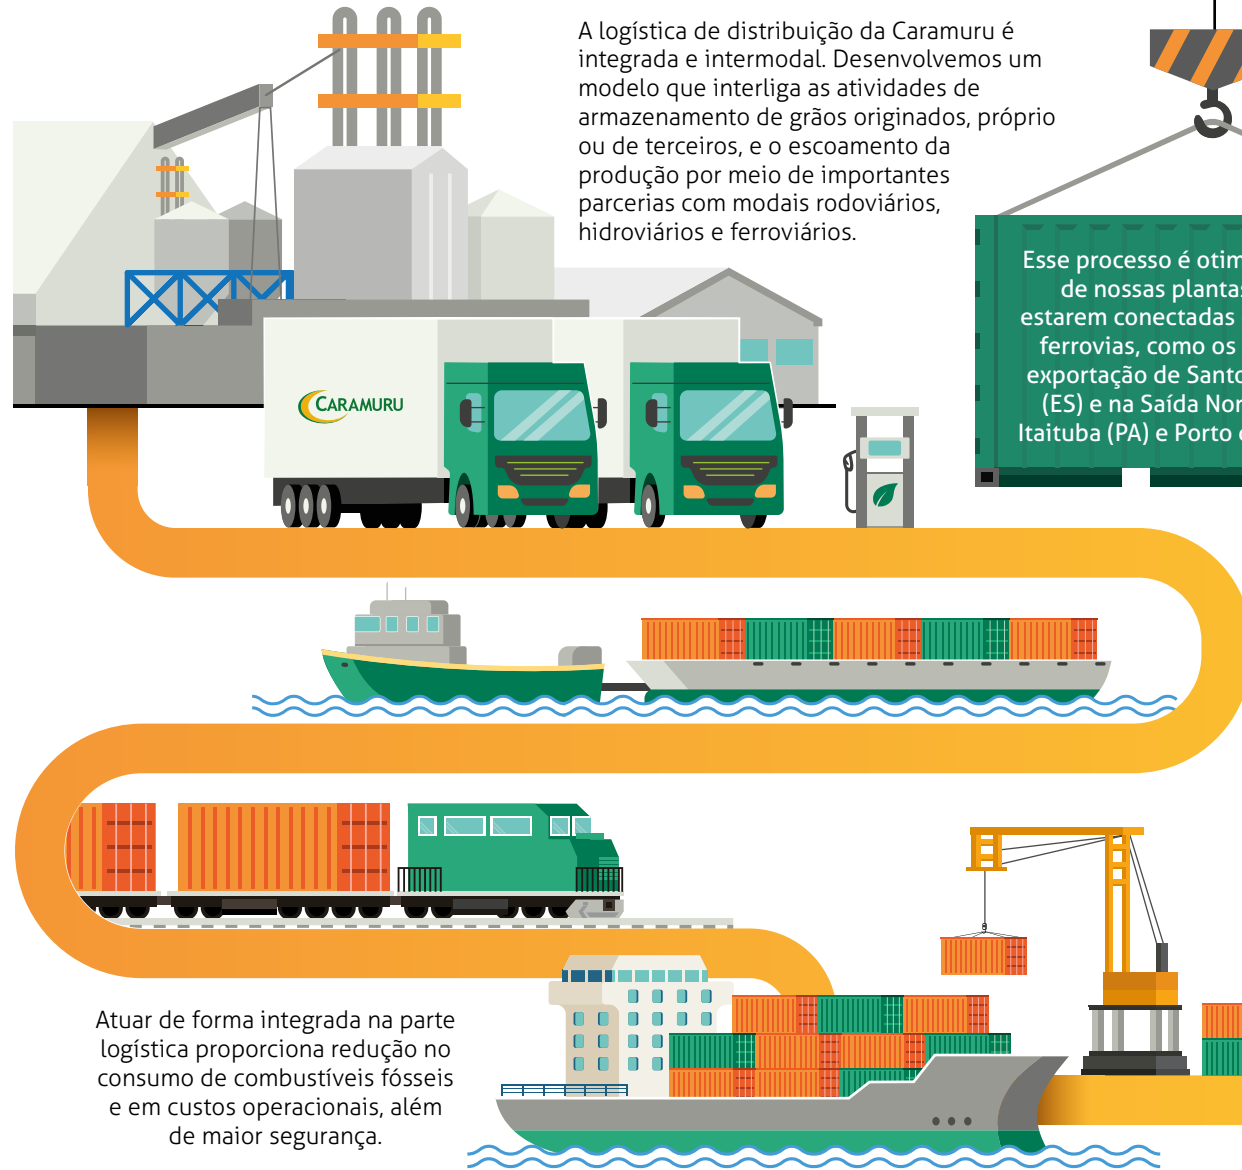 A logística de distribuição da Caramuru é
integrada e intermodal. Desenvolvemos um
modelo que interliga as atividades de
armazenamento de grãos originados, próprio
ou de terceiros, e o escoamento da
produção por meio de importantes
parcerias com modais rodoviários,
hidroviários e ferroviários.
Esse processo é
de nossas plantas
estarem conectadas
ferrovias, como os
exportação de
(ES) e na Saída
Itaituba (PA) e Porto
CARAMURU
Atuar de forma integrada na parte
logística proporciona redução no
consumo de combustíveis fósseis
e em custos operacionais, além
de maior segurança.